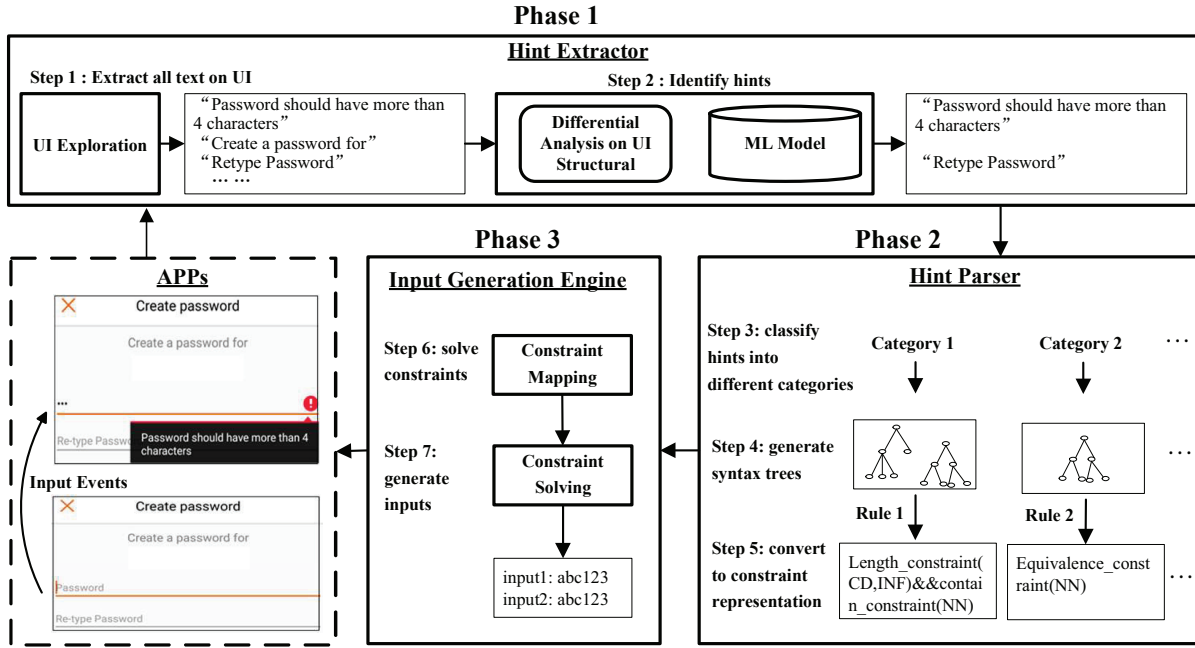 Phase 1
Hint Extractor
Step 1 : Extract all text on UI
UI Exploration
“Password should have more than
4 characters”
“Create a password for
“Retype Password”
… …
Step 2 : Identify hints
Differential
Analysis on UI
Structural
ML Model
“Password should have more than
4 characters”
“Retype Password”
APPs
Create password
Create a password for
•••
Re-type Passw
Password should have more than 4
characters
Input Events
Create password
Create a password for
Password
Re-type Password
Phase 3
Input Generation Engine
Step 6: solve
constraints
Constraint
Mapping
Step 7:
generate
inputs
Constraint
Solving
input1: abc123
input2: abc123
Phase 2
Hint Parser
Step 3: classify
hints into
different categories
Category 1
Category 2
…
Step 4: generate
syntax trees
…
Rule 1
Rule 2
Step 5: convert
to constraint
representation
Length_constraint(
CD,INF)&&contai
n_constraint(NN)
Equivalence_const
raint(NN)
…